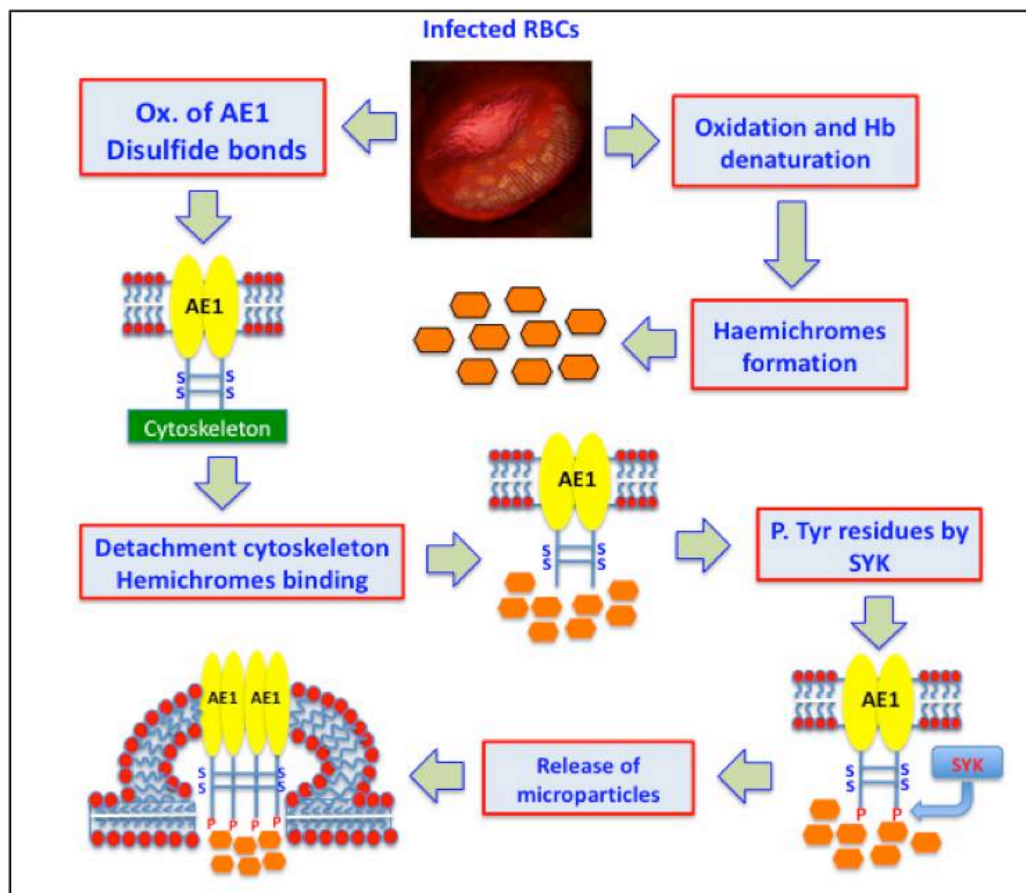 Infected RBCs
Ox. of AE1
Disulfide bonds
Oxidation and Hb
denaturation
AE1
S S
S S
Cytoskeleton
Haemichromes
formation
Detachment cytoskeleton
Hemichromes binding
AE1
S S
S S
P. Tyr residues by
SYK
AE1
S S
S S
P P
SYK
Release of
microparticles
AE1 AE1
S S
S S
P P P P